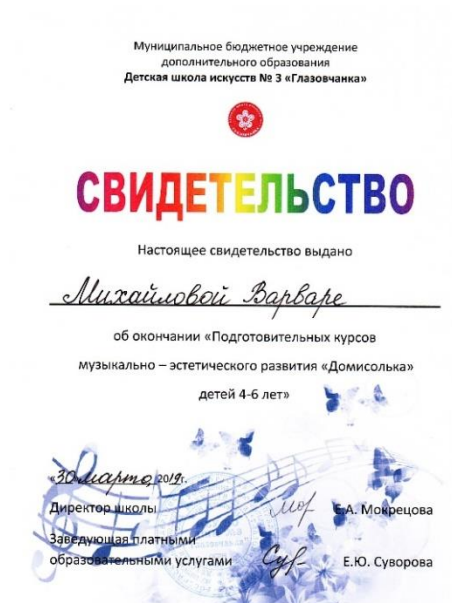 Муниципальное бюджетное учреждение
дополнительного образования
Детская школа искусств № 3 «Глазовчанка»
СВИДЕТЕЛЬСТВО
Настоящее свидетельство выдано
Михайловой Варваре
об окончании «Подготовительных курсов
музыкально – эстетического развития «Домисолька»
детей 4-6 лет»
«30» марта 2019г.
Директор школы Е.А. Мокрецова
Заведующая платными
образовательными услугами Е.Ю. Суворова